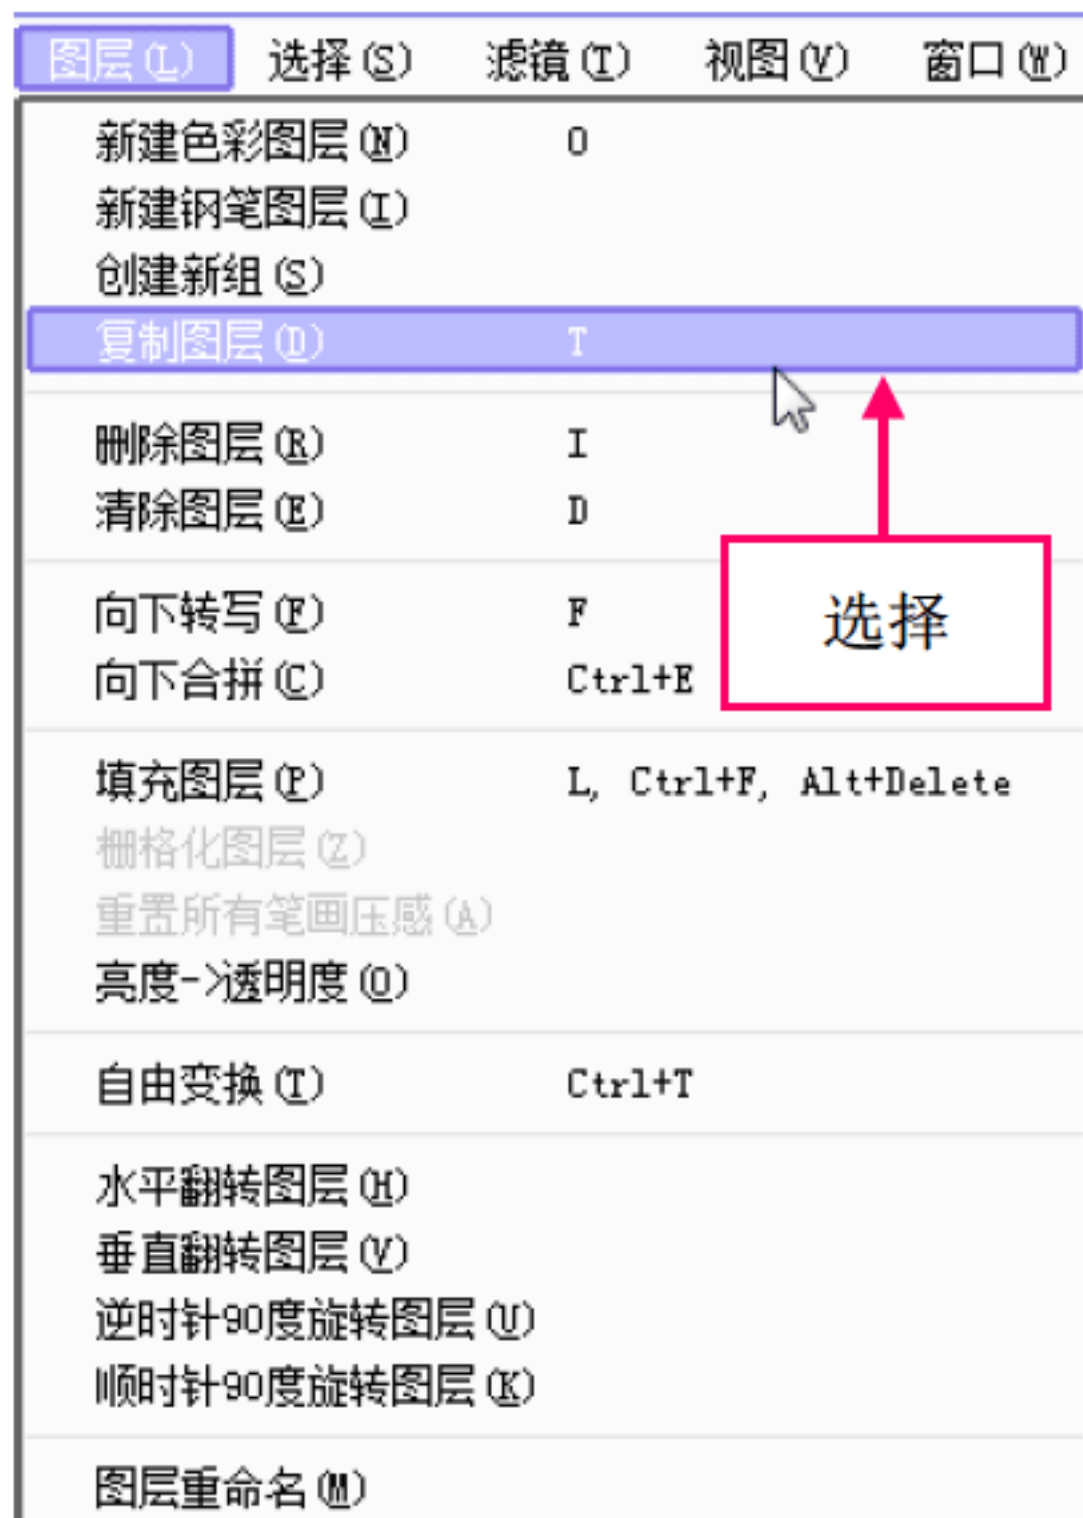 图层(L) 选择(S) 滤镜(T) 视图(V) 窗口(W)
新建色彩图层(N) O
新建钢笔图层(I)
创建新组(S)
复制图层(D) T
删除图层(R) I
清除图层(E) D
向下转写(F) F
向下合拼(C) Ctrl+E
选择
填充图层(P) L, Ctrl+F, Alt+Delete
栅格化图层(Z)
重置所有笔画压感(A)
亮度->透明度(O)
自由变换(T) Ctrl+T
水平翻转图层(H)
垂直翻转图层(V)
逆时针90度旋转图层(U)
顺时针90度旋转图层(K)
图层重命名(M)